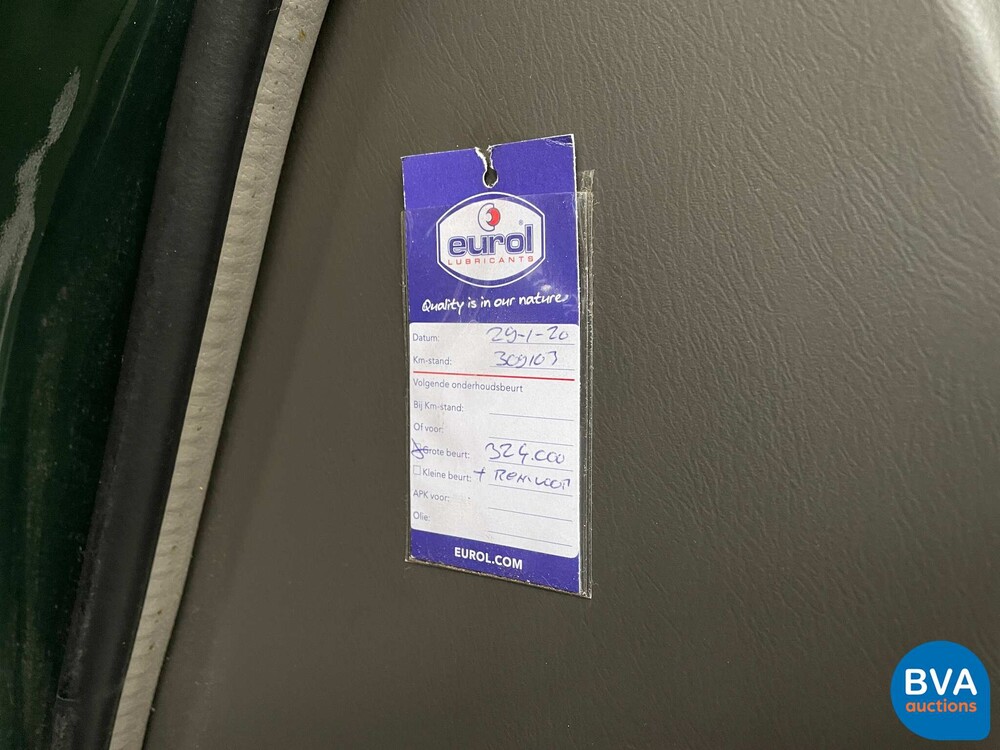 eurol
®
LUBRICANTS
Quality is in our nature
Datum: 29-1-20
Km-stand: 309103
Volgende onderhoudsbeurt
Bij Km-stand:
Of voor:
Grote beurt: 324.000
Kleine beurt: +
APK voor:
Olie:
EUROL.COM
BVA
auctions